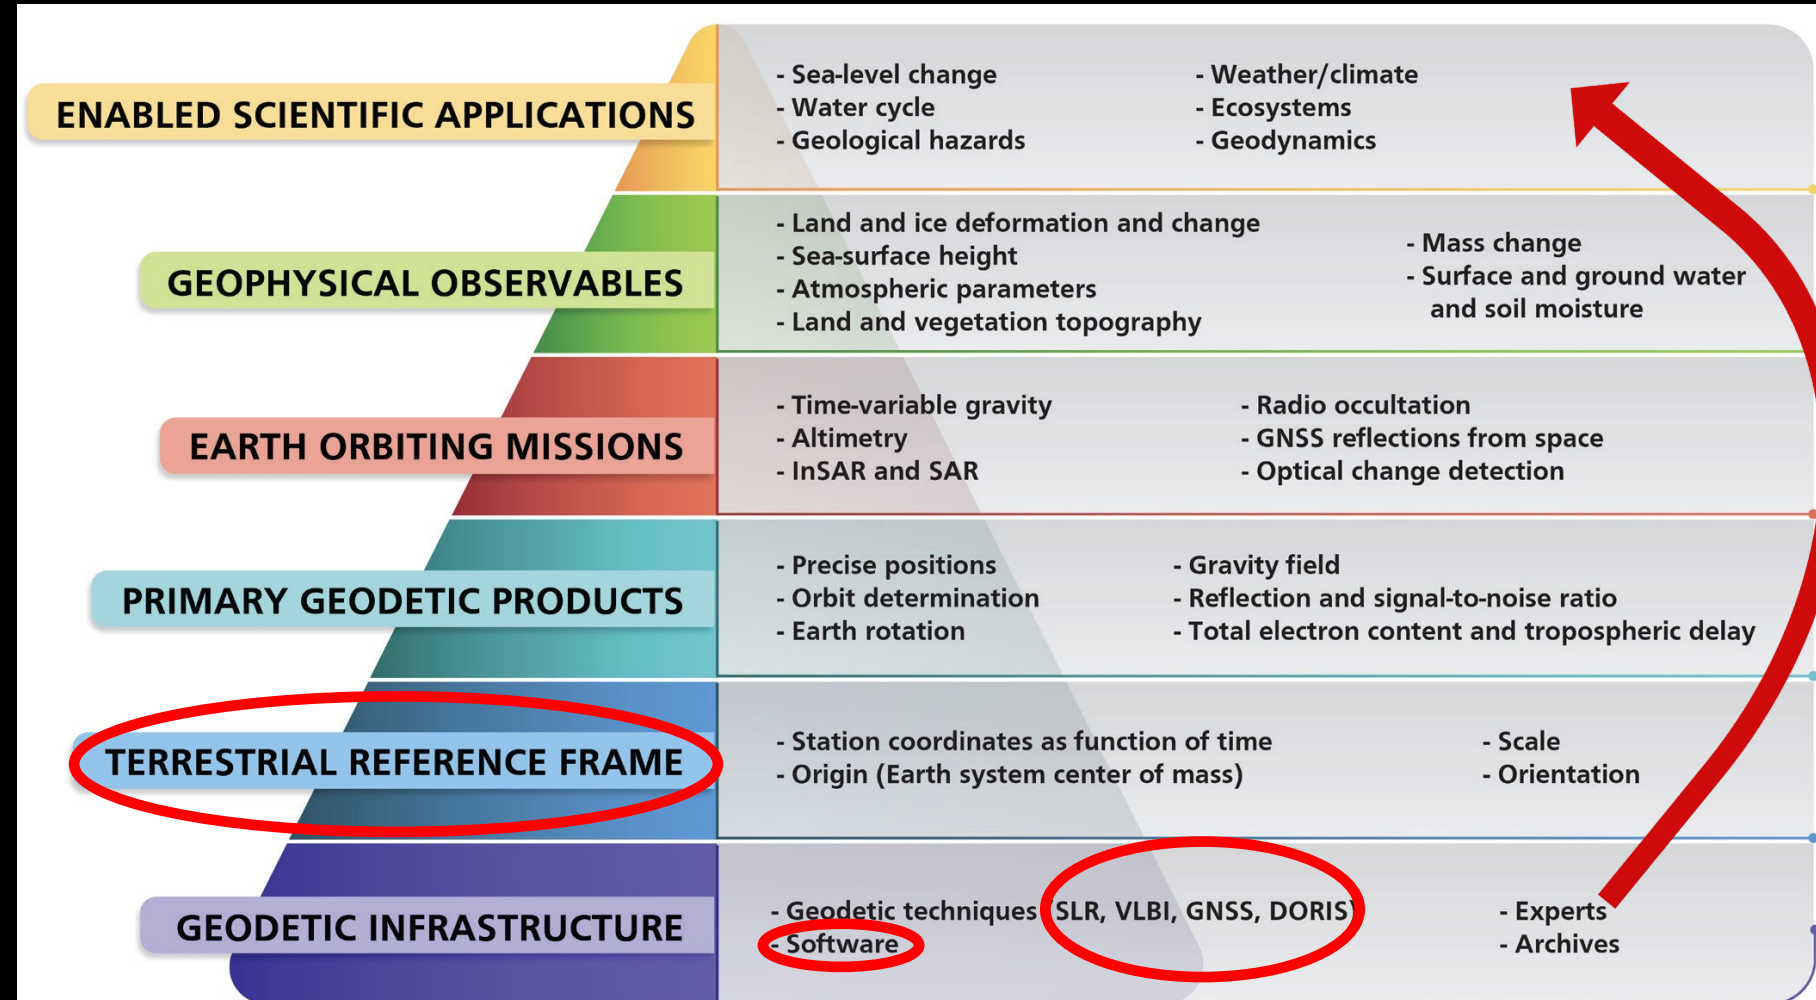 ENABLED SCIENTIFIC APPLICATIONS
- Sea-level change
- Water cycle
- Geological hazards
- Weather/climate
- Ecosystems
- Geodynamics
GEOPHYSICAL OBSERVABLES
- Land and ice deformation and change
- Sea-surface height
- Atmospheric parameters
- Land and vegetation topography
- Mass change
- Surface and ground water
and soil moisture
EARTH ORBITING MISSIONS
- Time-variable gravity
- Altimetry
- InSAR and SAR
- Radio occultation
- GNSS reflections from space
- Optical change detection
PRIMARY GEODETIC PRODUCTS
- Precise positions
- Orbit determination
- Earth rotation
- Gravity field
- Reflection and signal-to-noise ratio
- Total electron content and tropospheric delay
TERRESTRIAL REFERENCE FRAME
- Station coordinates as function of time
- Origin (Earth system center of mass)
- Scale
- Orientation
GEODETIC INFRASTRUCTURE
- Geodetic techniques (SLR, VLBI, GNSS, DORIS)
- Software
- Experts
- Archives